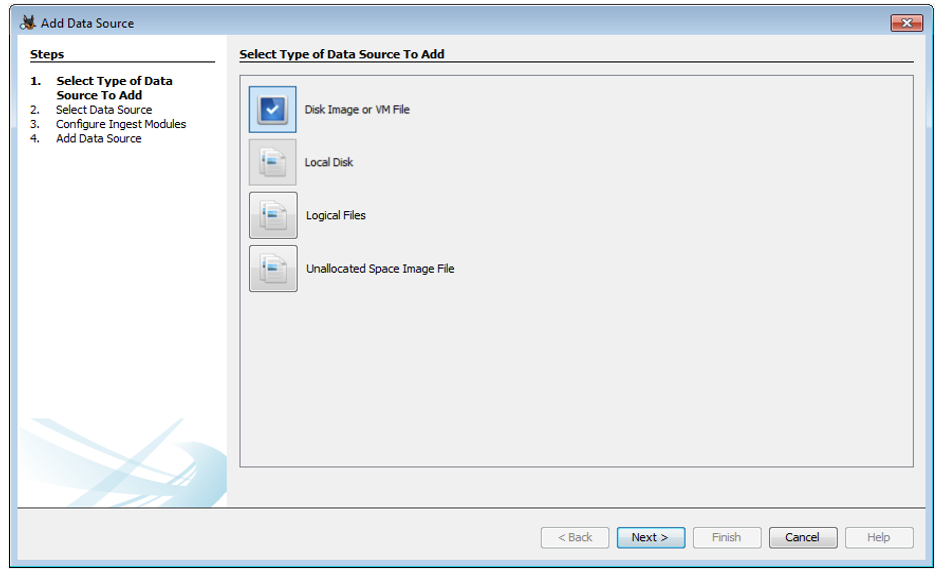 Add Data Source
Steps
1. Select Type of Data
Source To Add
2. Select Data Source
3. Configure Ingest Modules
4. Add Data Source
Select Type of Data Source To Add
Disk Image or VM File
Local Disk
Logical Files
Unallocated Space Image File
< Back
Next >
Finish
Cancel
Help